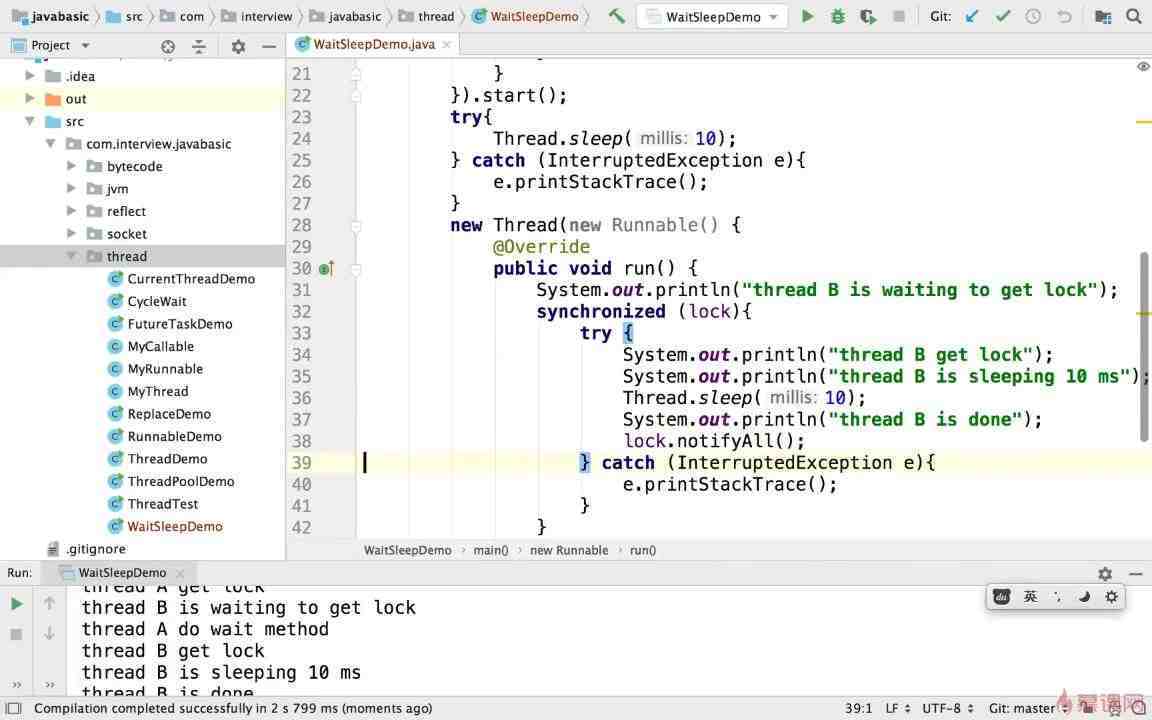 javabasic src com interview javabasic thread WaitSleepDemo WaitSleepDemo Git:
Project WaitSleepDemo.java
.idea
out
src
com.interview.javabasic
bytecode
jvm
reflect
socket
thread
CurrentThreadDemo
CycleWait
FutureTaskDemo
MyCallable
MyRunnable
MyThread
ReplaceDemo
RunnableDemo
ThreadDemo
ThreadPoolDemo
ThreadTest
WaitSleepDemo
.gitignore
21 }
22 }).start();
23 try{
24 Thread.sleep( millis: 10);
25 } catch (InterruptedException e){
26 e.printStackTrace();
27 }
28 new Thread(new Runnable() {
29 @Override
30 public void run() {
31 System.out.println("thread B is waiting to get lock");
32 synchronized (lock){
33 try {
34 System.out.println("thread B get lock");
35 System.out.println("thread B is sleeping 10 ms");
36 Thread.sleep( millis: 10);
37 System.out.println("thread B is done");
38 lock.notifyAll();
39 } catch (InterruptedException e){
40 e.printStackTrace();
41 }
42 }
WaitSleepDemo main() new Runnable run()
Run: WaitSleepDemo
thread A get lock
thread B is waiting to get lock
thread A do wait method
thread B get lock
thread B is sleeping 10 ms
thread B is done
du 英
Compilation completed successfully in 2 s 799 ms (moments ago) 39:1 LF UTF-8 Git: master
慕课网